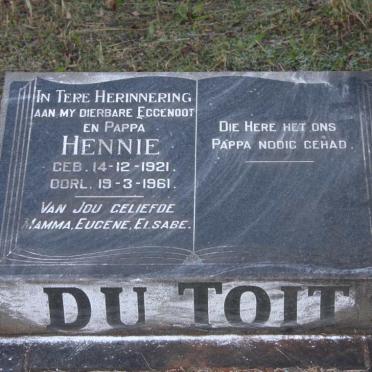 In Tere Herinnering
aan my dierbare Eggenoot
en Pappa
Hennie
geb. 14-12-1921.
oorl. 19-3-1961.
Van Jou geliefde
Mamma, Eugene, Elsabe.
Die Here het ons
Pappa nodig gehad.
DU TOIT